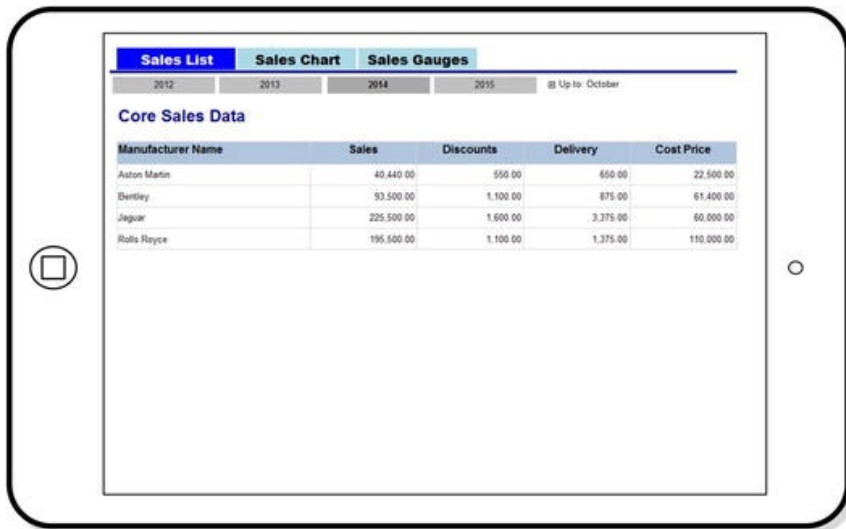 Sales List Sales Chart Sales Gauges
2012 2013 2014 2015 Up to: October
Core Sales Data
Manufacturer Name Sales Discounts Delivery Cost Price
Aston Martin 40,440.00 550.00 650.00 22,500.00
Bentley 93,500.00 1,100.00 875.00 61,400.00
Jaguar 225,500.00 1,600.00 3,375.00 60,000.00
Rolls Royce 195,500.00 1,100.00 1,375.00 110,000.00